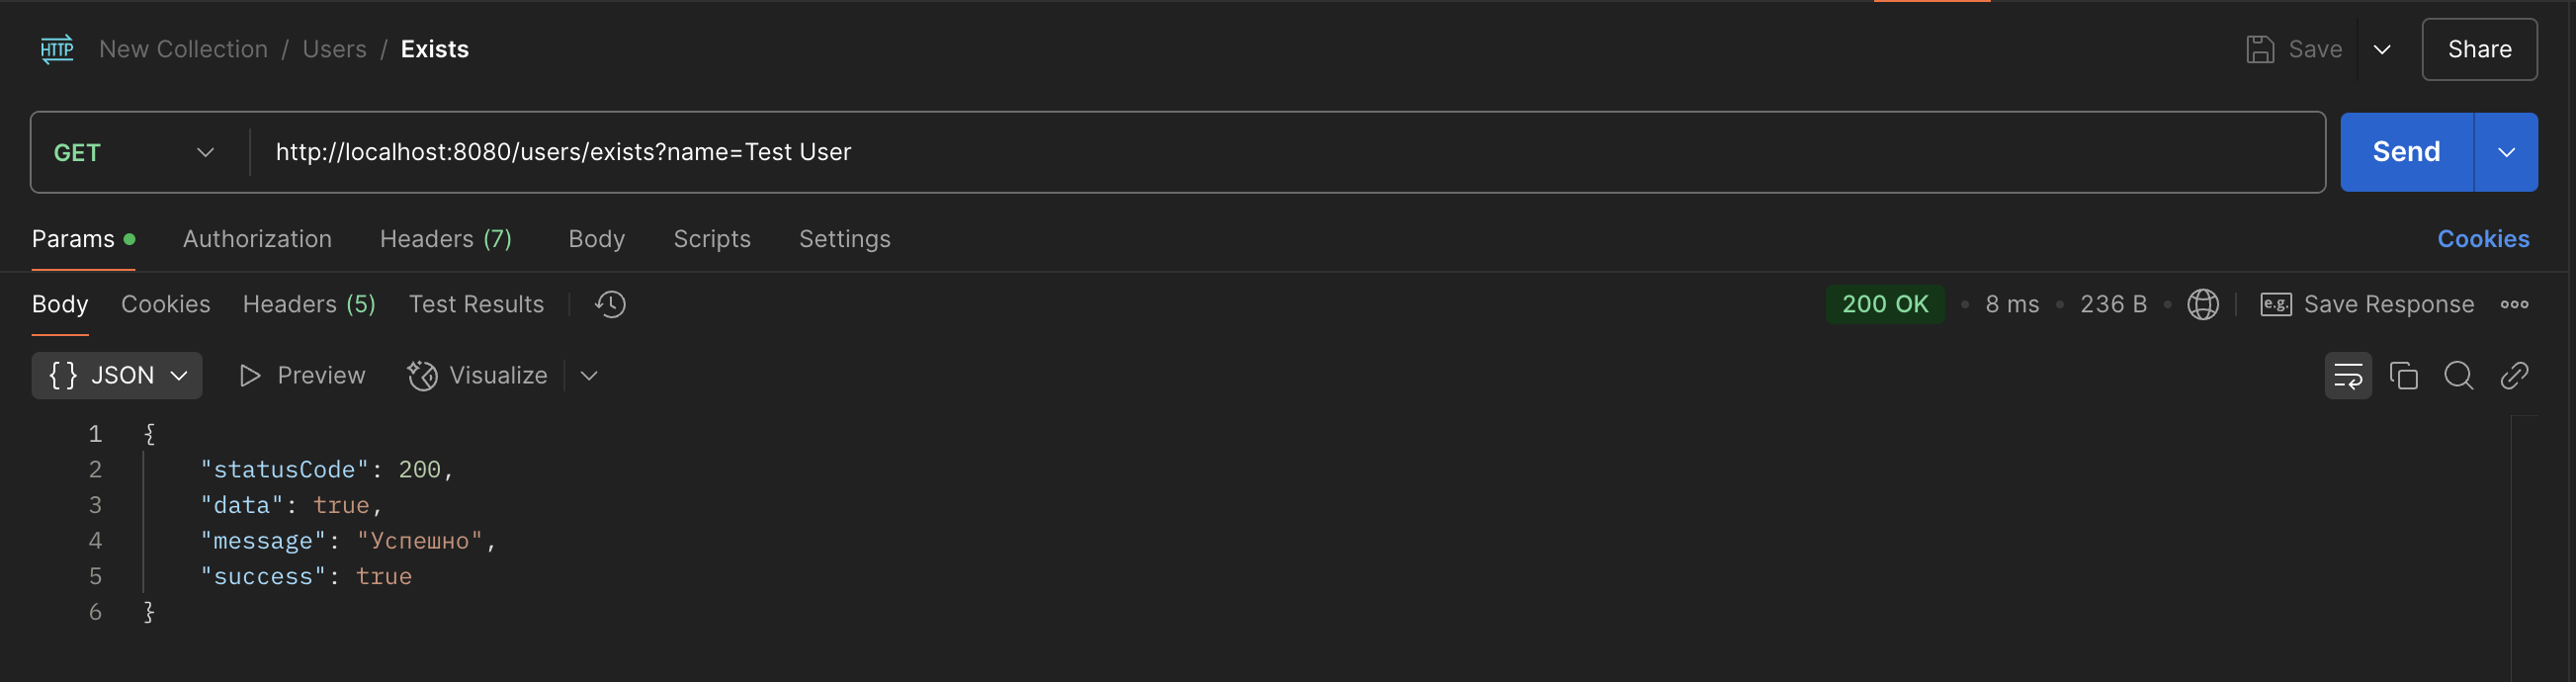 HTTP New Collection / Users / Exists Save Share
GET http://localhost:8080/users/exists?name=Test User Send
Params Authorization Headers (7) Body Scripts Settings Cookies
Body Cookies Headers (5) Test Results 200 OK • 8 ms • 236 B • e.g. Save Response
{ } JSON Preview Visualize
1 {
2 "statusCode": 200,
3 "data": true,
4 "message": "Успешно",
5 "success": true
6 }